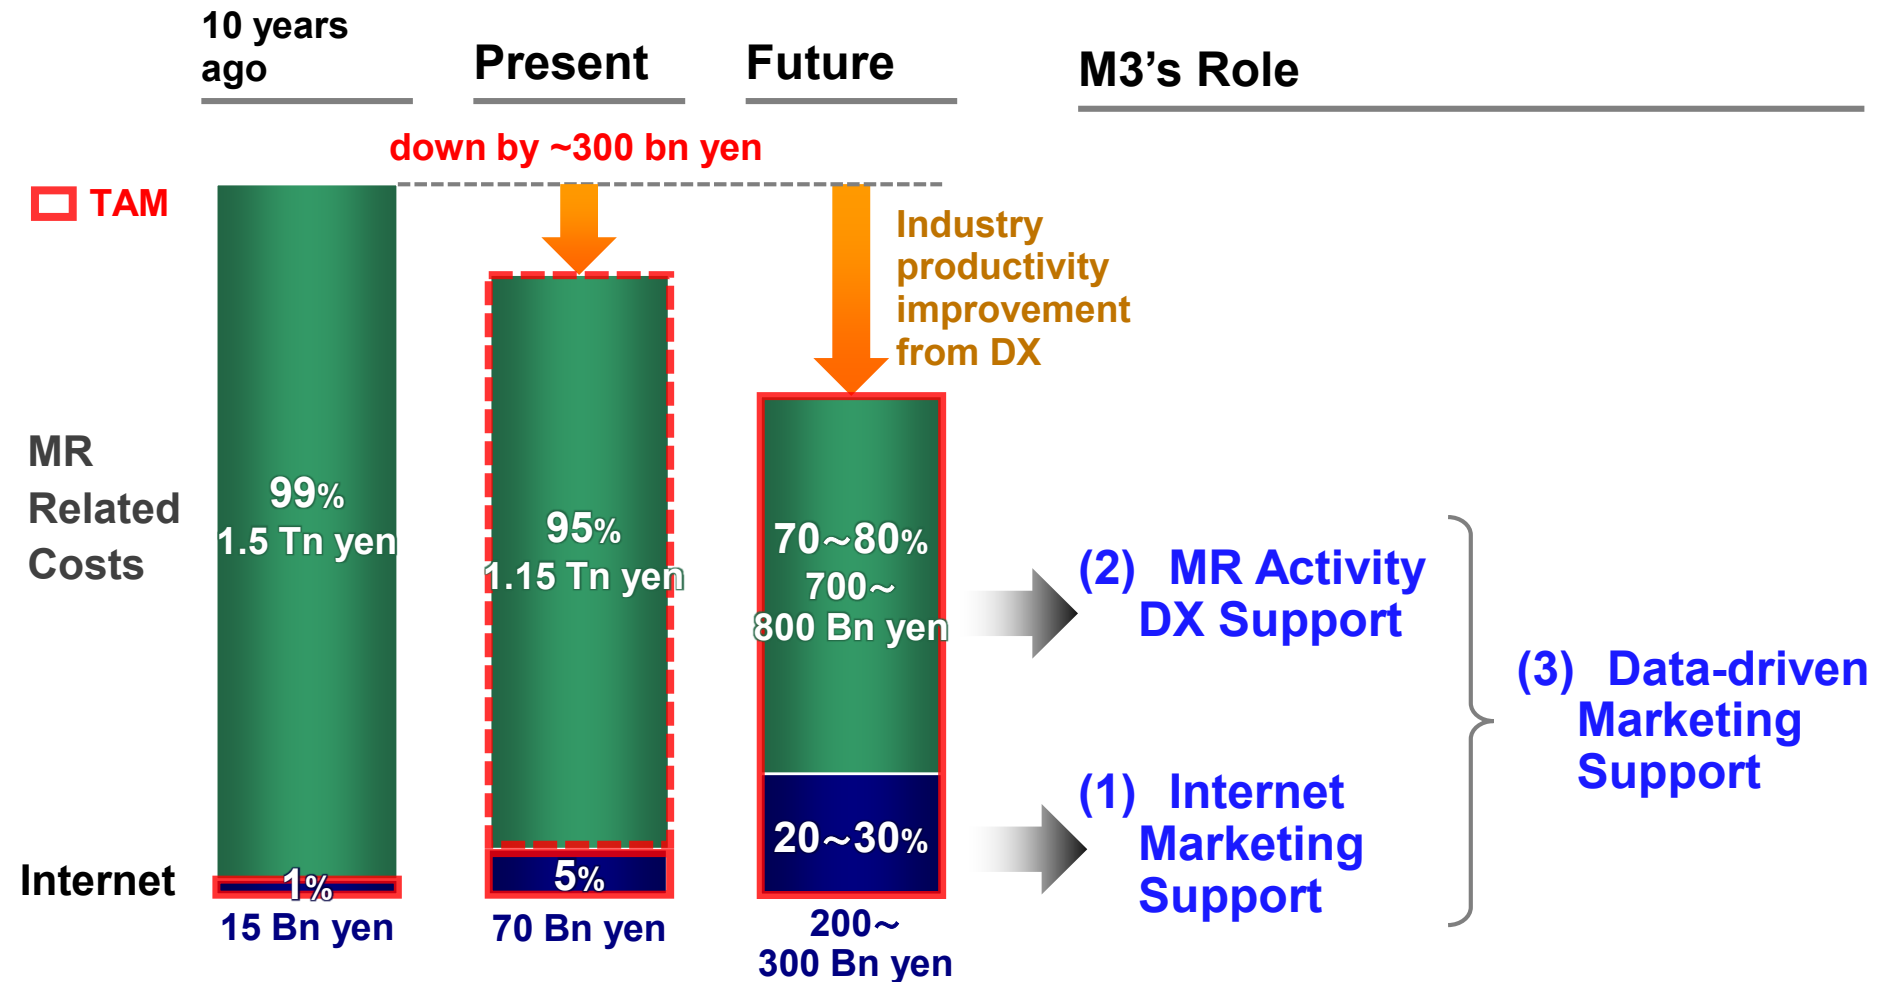 10 years
ago
Present
Future
M3's Role
down by ~300 bn yen
TAM
Industry
productivity
improvement
from DX
MR
Related
Costs
99%
1.5 Tn yen
95%
1.15 Tn yen
70～80%
700～
800 Bn yen
(2) MR Activity
DX Support
(3) Data-driven
Marketing
Support
(1) Internet
Marketing
Support
Internet
1%
5%
20～30%
15 Bn yen
70 Bn yen
200～
300 Bn yen